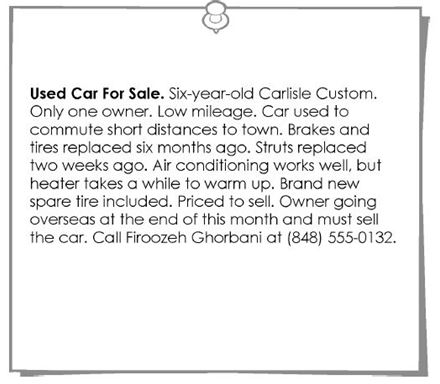 Used Car For Sale. Six-year-old Carlisle Custom.
Only one owner. Low mileage. Car used to
commute short distances to town. Brakes and
tires replaced six months ago. Struts replaced
two weeks ago. Air conditioning works well, but
heater takes a while to warm up. Brand new
spare tire included. Priced to sell. Owner going
overseas at the end of this month and must sell
the car. Call Firoozeh Ghorbani at (848) 555-0132.